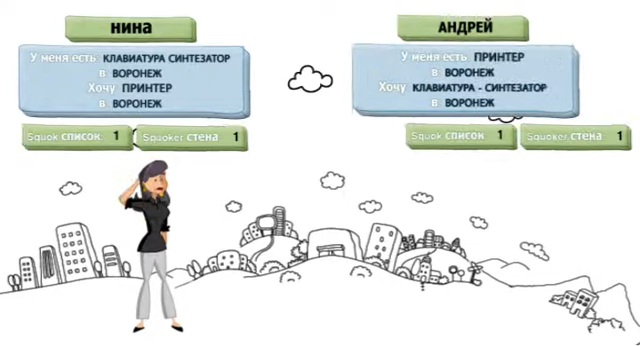 нина
У меня есть КЛАВИАТУРА СИНТЕЗАТОР
в ВОРОНЕЖ
Хочу ПРИНТЕР
в ВОРОНЕЖ
Squok список 1
Squoker стена 1
АНДРЕЙ
У меня есть ПРИНТЕР
в ВОРОНЕЖ
Хочу КЛАВИАТУРА - СИНТЕЗАТОР
в ВОРОНЕЖ
Squok список 1
Squoker стена 1